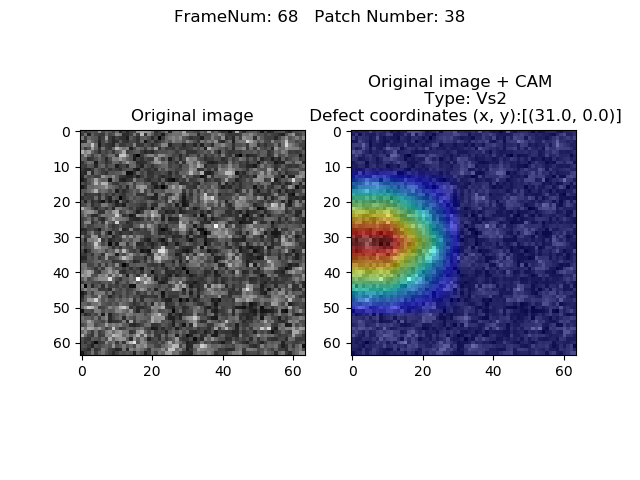 FrameNum: 68   Patch Number: 38
Original image
Original image + CAM
Type: Vs2
Defect coordinates (x, y):[(31.0, 0.0)]
0
10
20
30
40
50
60
0 20 40 60
0
10
20
30
40
50
60
0 20 40 60